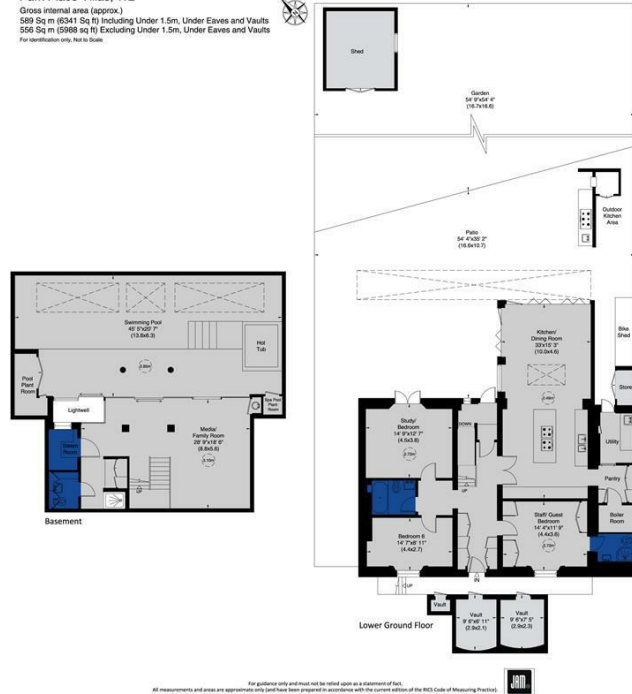 Gross internal area (approx.)
589 Sq m (6341 Sq ft) Including Under 1.5m, Under Eaves and Vaults
556 Sq m (5988 sq ft) Excluding Under 1.5m, Under Eaves and Vaults
For identification only, Not to Scale
Shed
Garden
54' 9"x54' 4"
(16.7x16.6)
Outdoor
Kitchen
Area
Patio
54' 4"x35' 2"
(16.6x10.7)
Swimming Pool
45' 5"x20' 7"
(13.8x6.3)
Hot
Tub
Pool
Plant
Room
Lightwell
Spa Pool
Plant
Room
Steam
Room
Media/
Family Room
28' 9"x18' 6"
(8.8x5.6)
UP
Basement
Kitchen/
Dining Room
33'x15' 3"
(10.0x4.6)
Bike
Shed
Store
Utility
Pantry
Boiler
Room
Study/
Bedroom
14' 9"x12' 7"
(4.5x3.8)
DOWN
UP
Bedroom 6
14' 7"x8' 11"
(4.4x2.7)
Staff/ Guest
Bedroom
14' 4"x11' 9"
(4.4x3.6)
UP
IN
Lower Ground Floor
Vault
Vault
9' 6"x6' 11"
(2.9x2.1)
Vault
9' 6"x7' 5"
(2.9x2.3)
For guidance only and must not be relied upon as a statement of fact.
All measurements and areas are approximate only (and have been prepared in accordance with the current edition of the RICS Code of Measuring Practice).
JAM